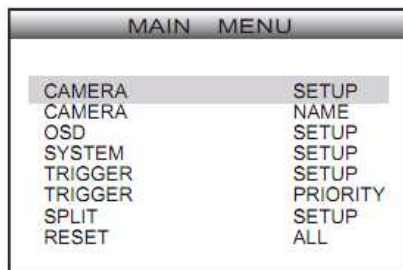 MAIN MENU
CAMERA SETUP
CAMERA NAME
OSD SETUP
SYSTEM SETUP
TRIGGER SETUP
TRIGGER PRIORITY
SPLIT SETUP
RESET ALL